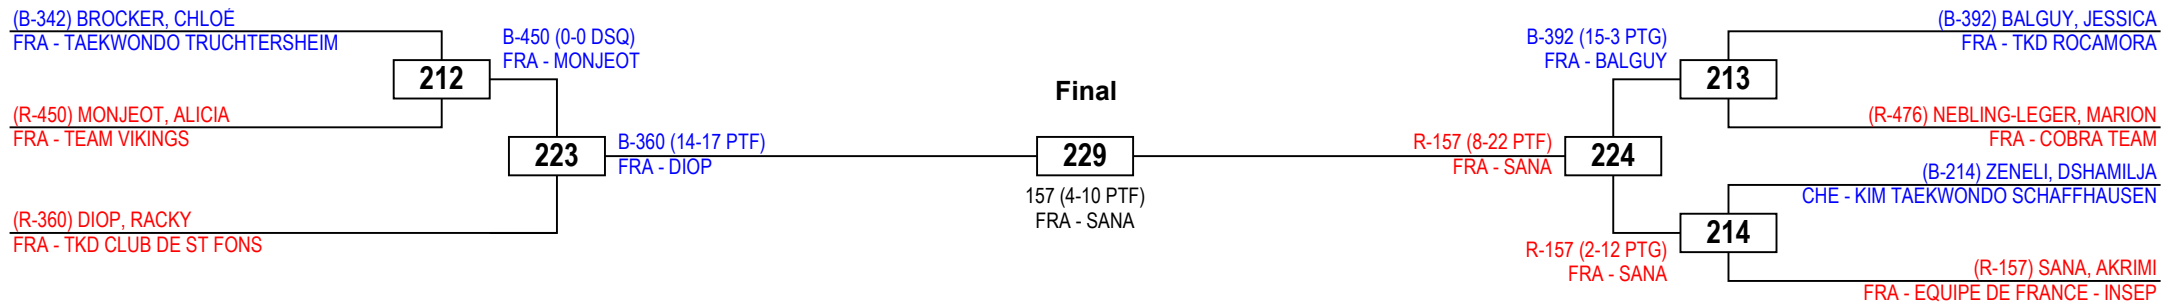 (B-342) BROCKER, CHLOÉ
FRA - TAEKWONDO TRUCHTERSHEIM
212
(R-450) MONJEOT, ALICIA
FRA - TEAM VIKINGS
B-450 (0-0 DSQ)
FRA - MONJEOT
223
(R-360) DIOP, RACKY
FRA - TKD CLUB DE ST FONS
B-360 (14-17 PTF)
FRA - DIOP
Final
229
157 (4-10 PTF)
FRA - SANA
R-157 (8-22 PTF)
FRA - SANA
224
B-392 (15-3 PTG)
FRA - BALGUY
R-157 (2-12 PTG)
FRA - SANA
(B-392) BALGUY, JESSICA
FRA - TKD ROCAMORA
213
(R-476) NEBLING-LEGER, MARION
FRA - COBRA TEAM
(B-214) ZENELI, DSHAMILJA
CHE - KIM TAEKWONDO SCHAFFHAUSEN
214
(R-157) SANA, AKRIMI
FRA - EQUIPE DE FRANCE - INSEP